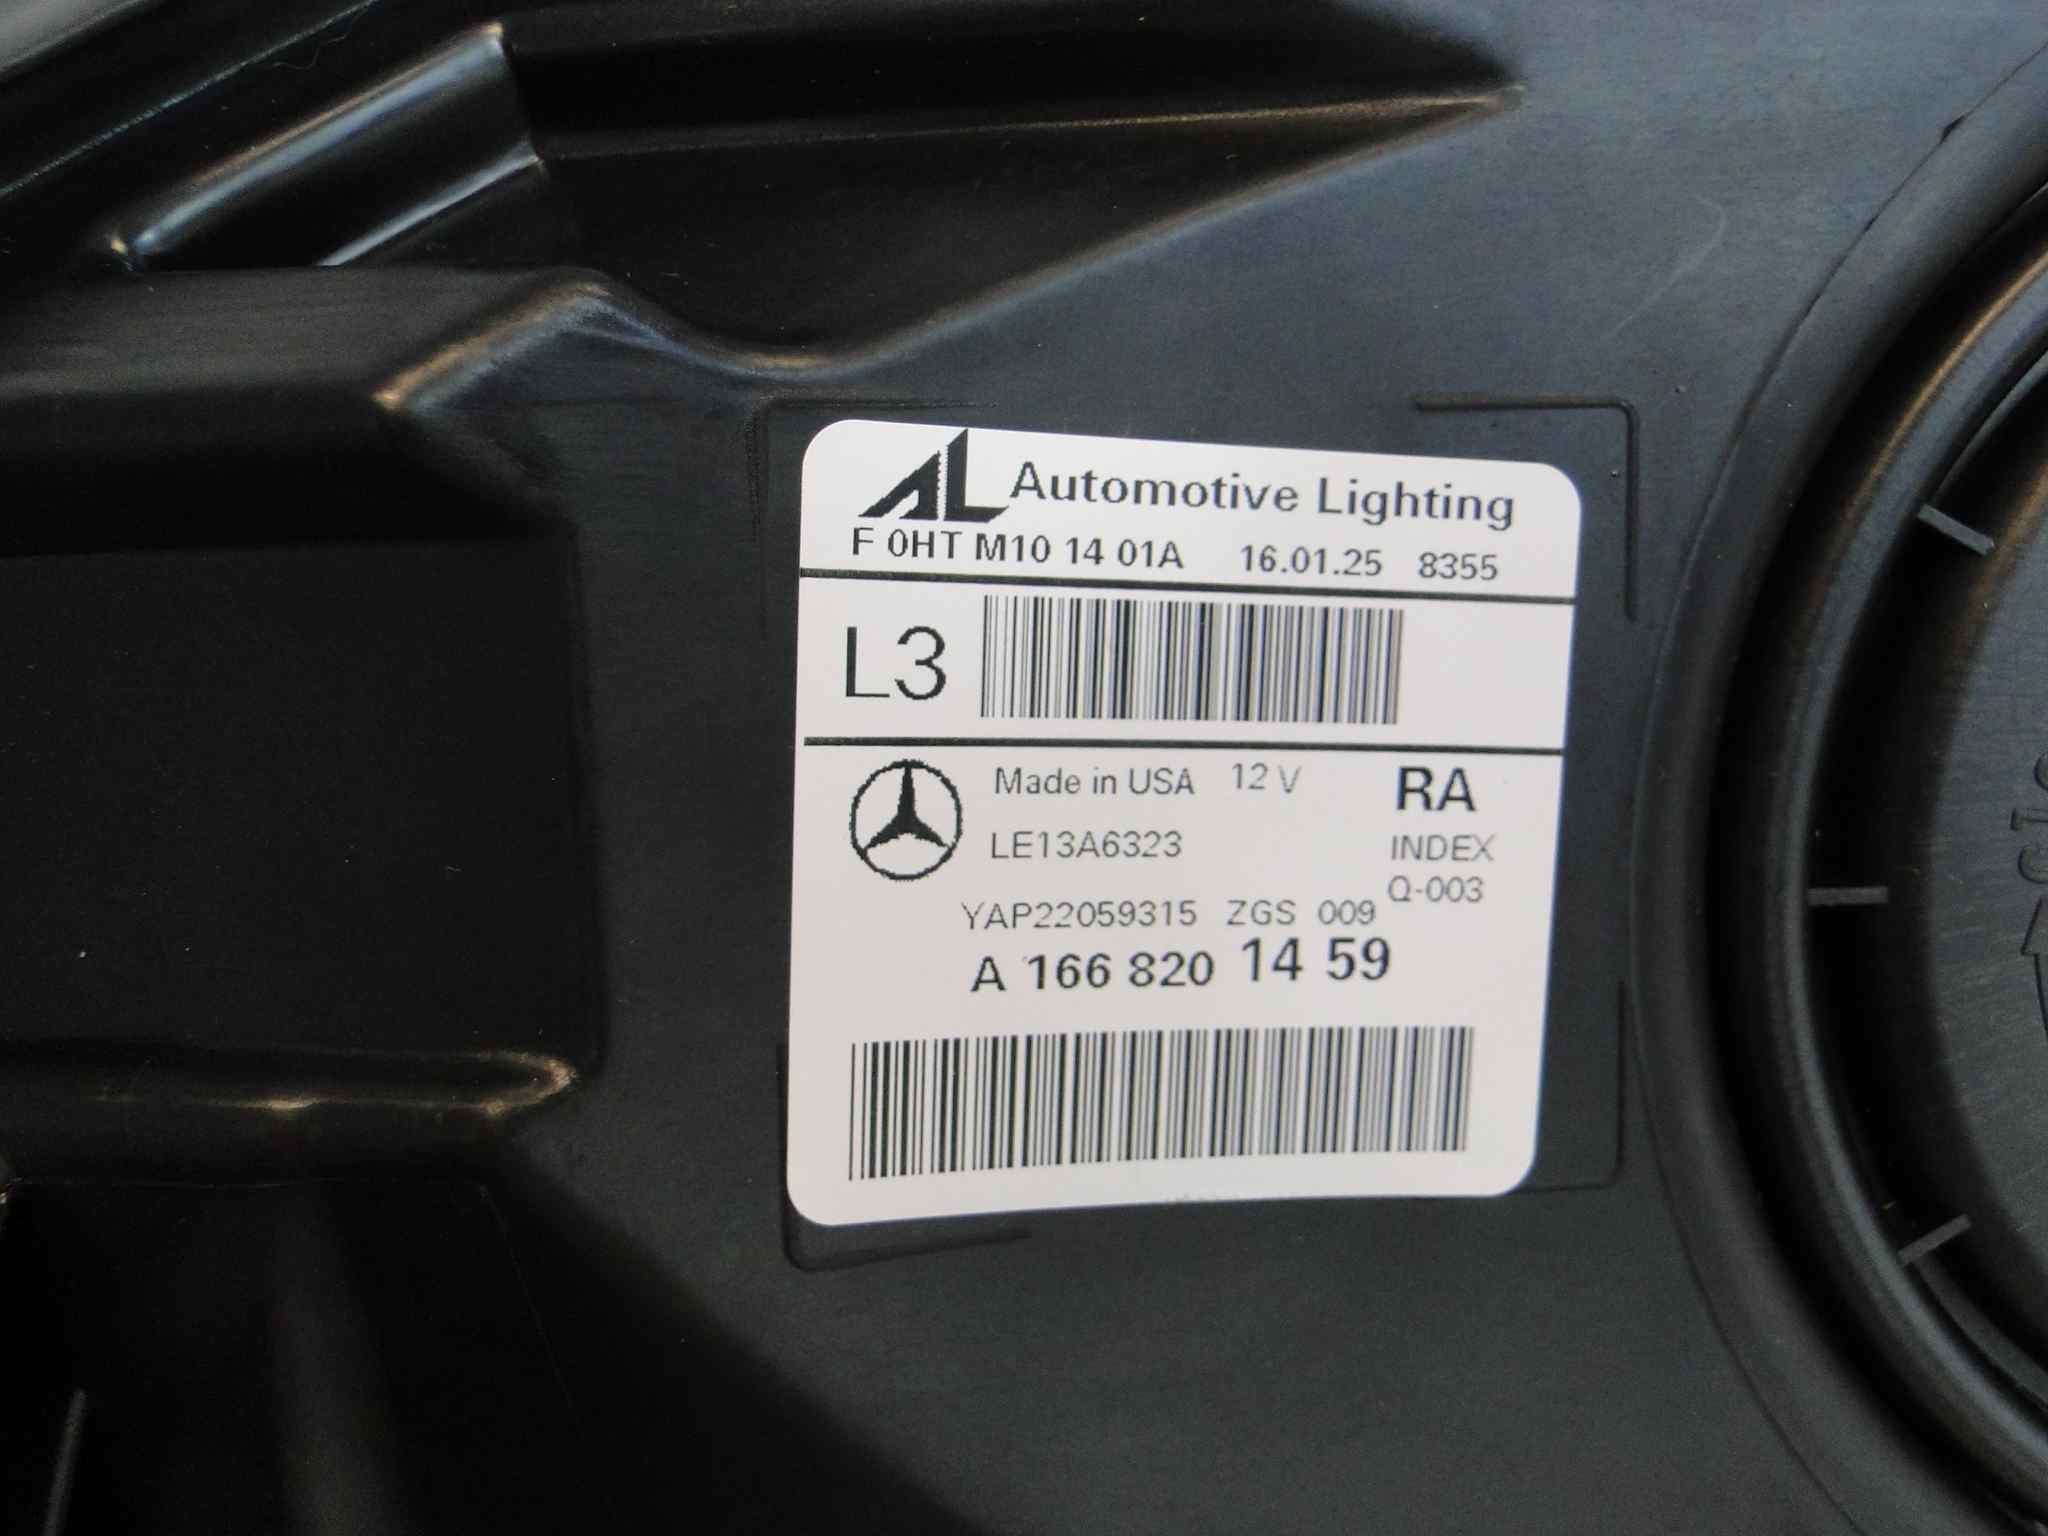 AL Automotive Lighting
F 0HT M10 14 01A 16.01.25 8355
L3
Made in USA 12 V RA
LE13A6323 INDEX
Q-003
YAP22059315 ZGS 009
A 166 820 14 59